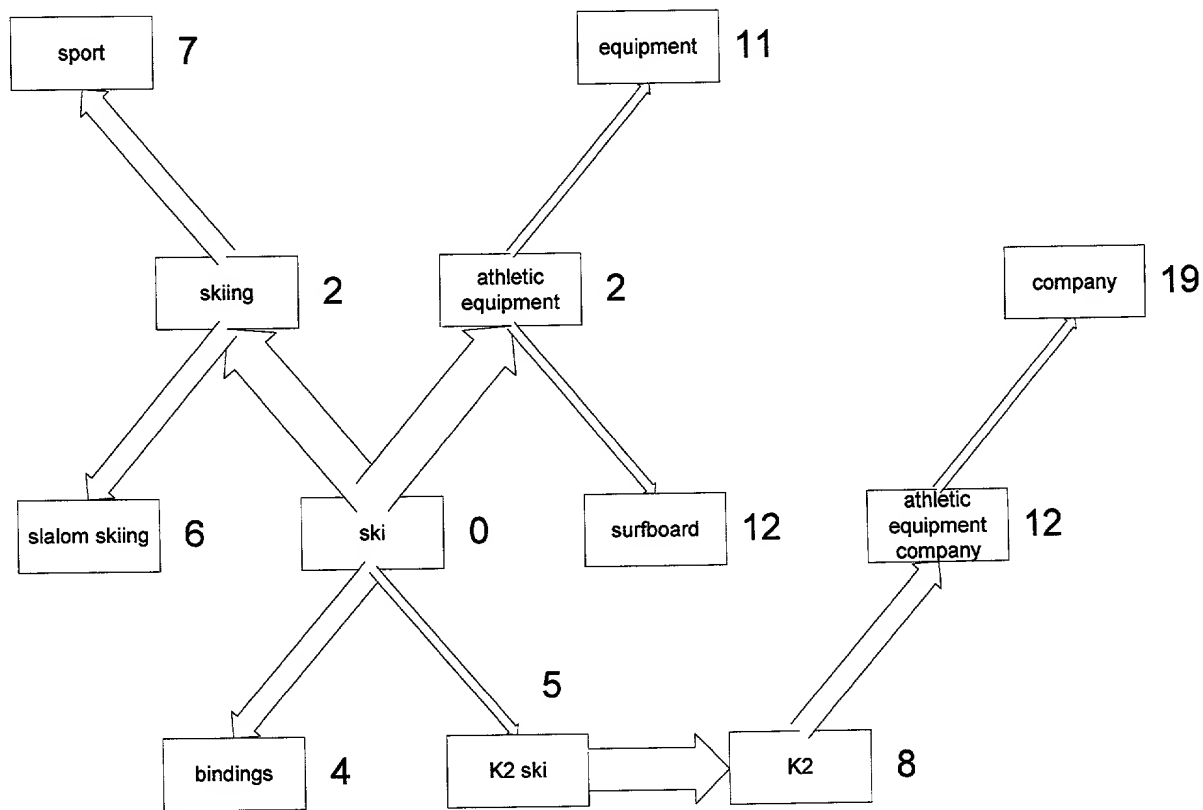 sport
7
equipment
11
skiing
2
athletic
equipment
2
company
19
slalom skiing
6
ski
0
surfboard
12
athletic
equipment
company
12
bindings
4
5
K2 ski
K2
8